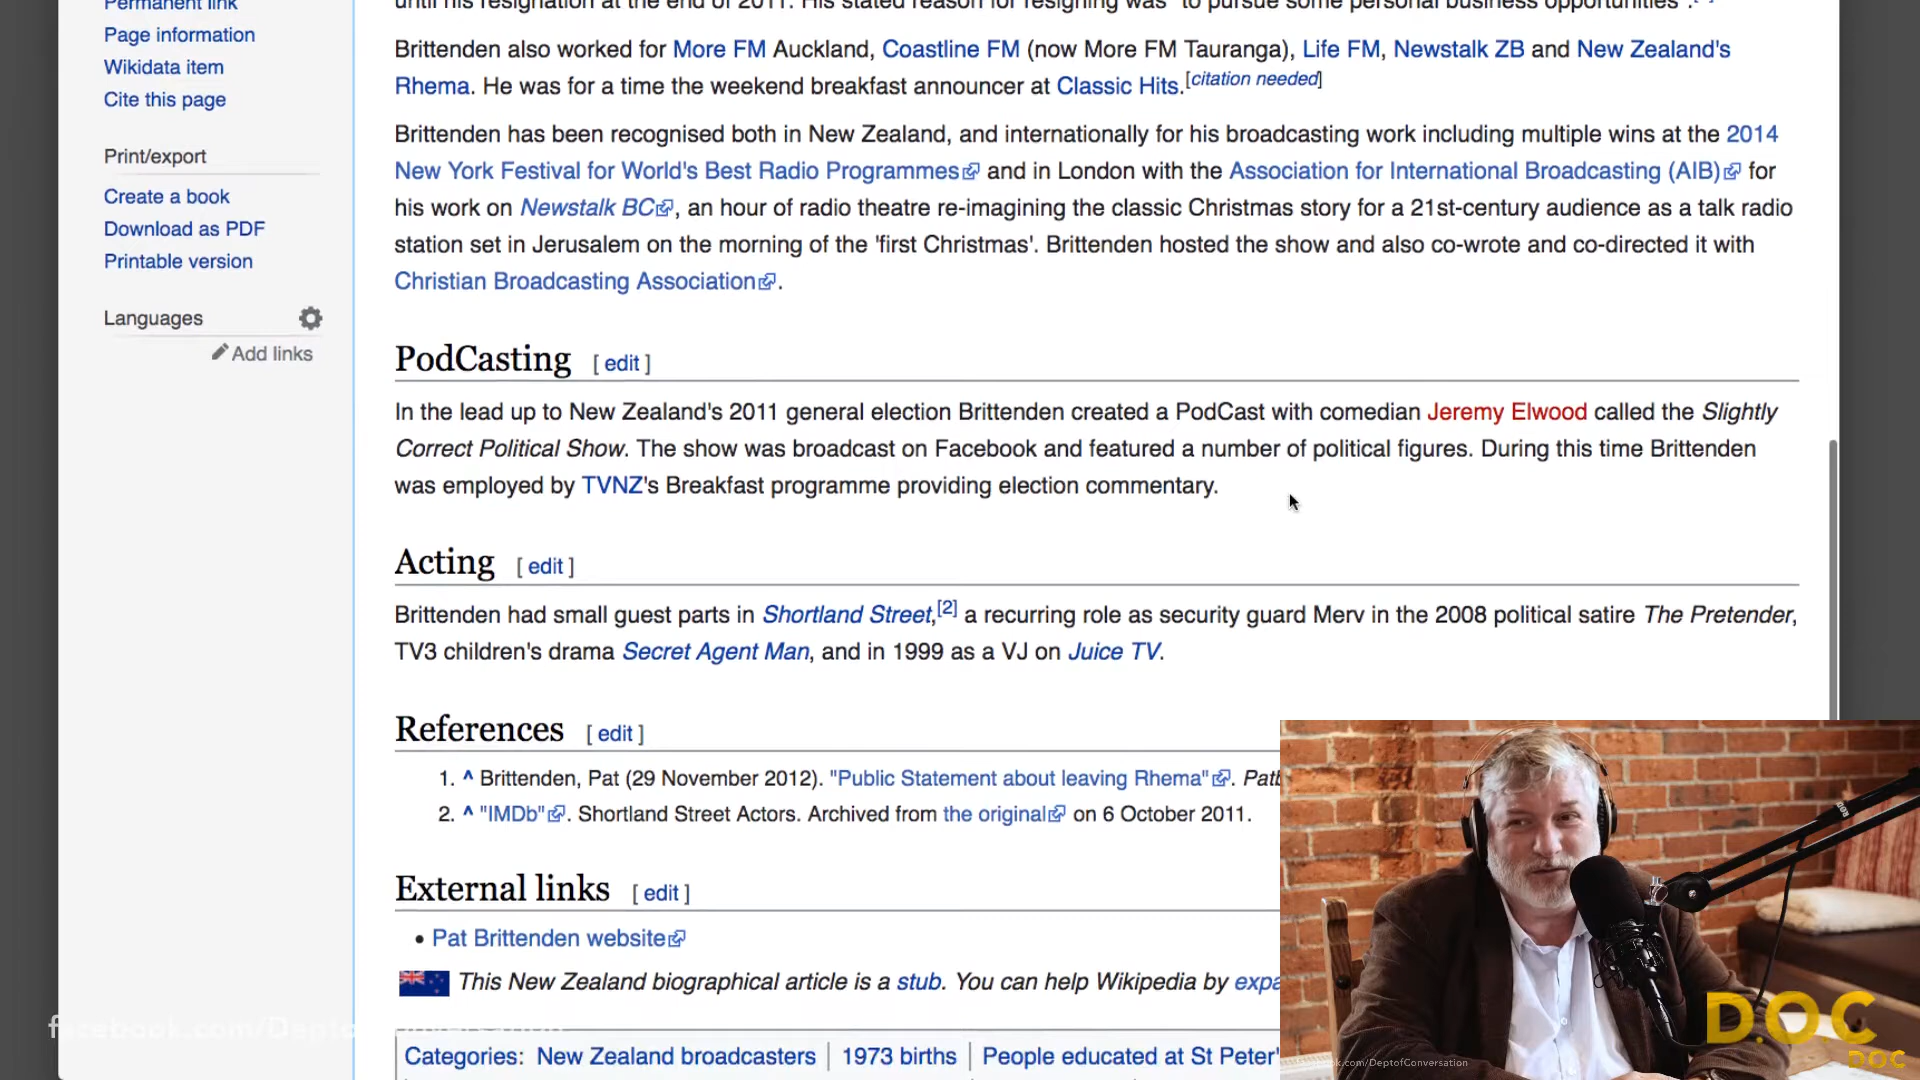 Permanent link
until his resignation at the end of 2011. His stated reason for resigning was "to pursue some personal business opportunities".
Page information
Wikidata item
Cite this page
Brittenden also worked for More FM Auckland, Coastline FM (now More FM Tauranga), Life FM, Newstalk ZB and New Zealand's
Rhema. He was for a time the weekend breakfast announcer at Classic Hits.[citation needed]
Brittenden has been recognised both in New Zealand, and internationally for his broadcasting work including multiple wins at the 2014
New York Festival for World's Best Radio Programmes and in London with the Association for International Broadcasting (AIB) for
his work on Newstalk BC, an hour of radio theatre re-imagining the classic Christmas story for a 21st-century audience as a talk radio
station set in Jerusalem on the morning of the 'first Christmas'. Brittenden hosted the show and also co-wrote and co-directed it with
Christian Broadcasting Association.
Print/export
Create a book
Download as PDF
Printable version
Languages
Add links
PodCasting [ edit ]
In the lead up to New Zealand's 2011 general election Brittenden created a PodCast with comedian Jeremy Elwood called the Slightly
Correct Political Show. The show was broadcast on Facebook and featured a number of political figures. During this time Brittenden
was employed by TVNZ's Breakfast programme providing election commentary.
Acting [ edit ]
Brittenden had small guest parts in Shortland Street,[2] a recurring role as security guard Merv in the 2008 political satire The Pretender,
TV3 children's drama Secret Agent Man, and in 1999 as a VJ on Juice TV.
References [ edit ]
1. ^ Brittenden, Pat (29 November 2012). "Public Statement about leaving Rhema". Patb
2. ^ "IMDb". Shortland Street Actors. Archived from the original on 6 October 2011.
External links [ edit ]
• Pat Brittenden website
This New Zealand biographical article is a stub. You can help Wikipedia by expa
Categories: New Zealand broadcasters | 1973 births | People educated at St Peter'
facebook.com/DeptofConversation
D.O.C
DOC
k.com/DeptofConversation